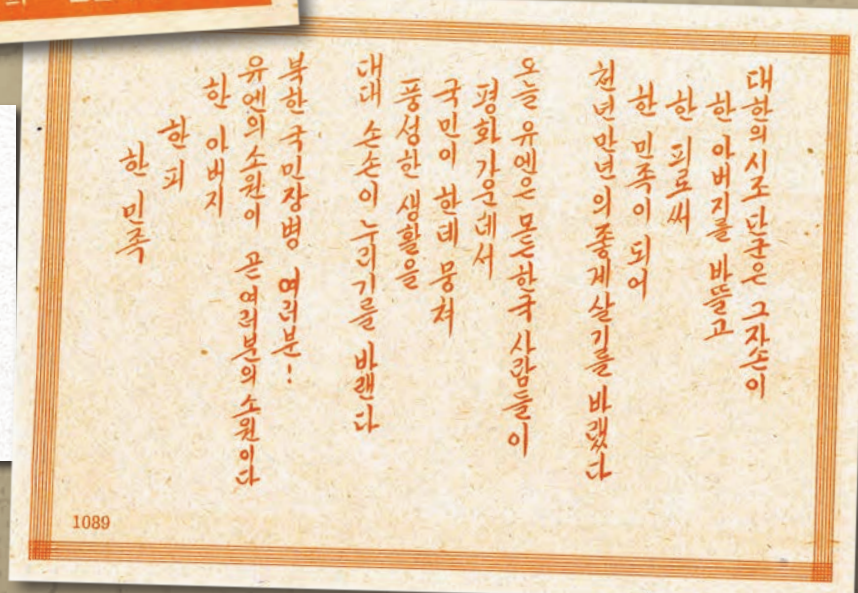 대한의 시조 단군은 그자손이
한 아버지를 바뜰고
한 피로써
한 민족이 되어
천년만년의 좋게살기를 바랬다
오늘 유엔은 모든한국 사람들이
평화 가운데서
국민이 한데 뭉쳐
풍성한 생활을
대대 손손이 누리기를 바랜다
북한 국민장병 여러분!
유엔의 소원이 곧 여러분의 소원이다
한 아버지
한 피
한 민족
1089